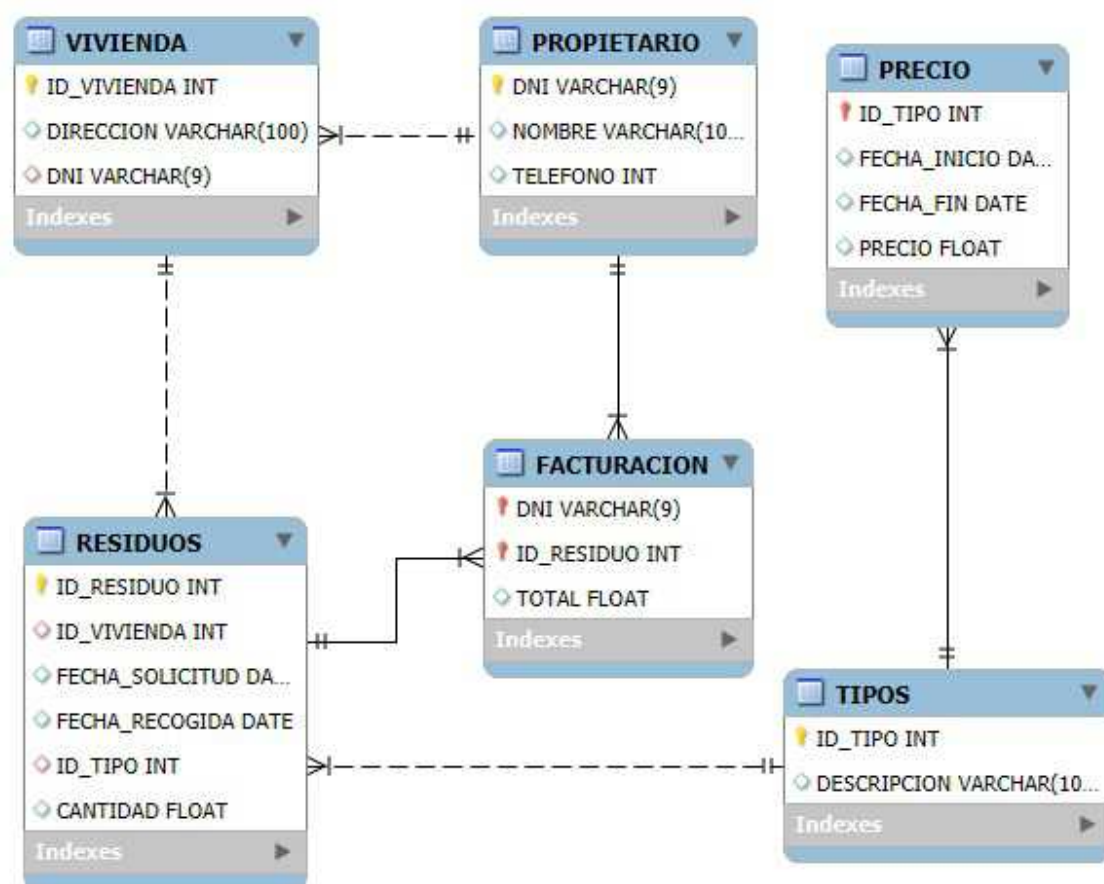 VIVIENDA
ID_VIVIENDA INT
DIRECCION VARCHAR(100)
DNI VARCHAR(9)
Indexes
PROPIETARIO
DNI VARCHAR(9)
NOMBRE VARCHAR(10...
TELEFONO INT
Indexes
PRECIO
ID_TIPO INT
FECHA_INICIO DA...
FECHA_FIN DATE
PRECIO FLOAT
Indexes
FACTURACION
DNI VARCHAR(9)
ID_RESIDUO INT
TOTAL FLOAT
Indexes
RESIDUOS
ID_RESIDUO INT
ID_VIVIENDA INT
FECHA_SOLICITUD DA...
FECHA_RECOGIDA DATE
ID_TIPO INT
CANTIDAD FLOAT
Indexes
TIPOS
ID_TIPO INT
DESCRIPCION VARCHAR(10...
Indexes